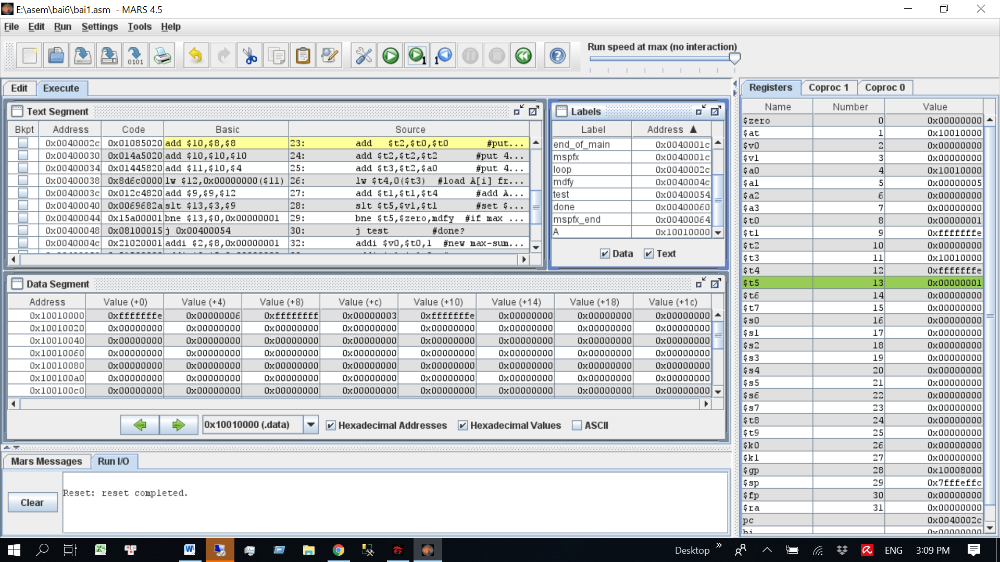 E:\asem\bai6\bai1.asm - MARS 4.5
File Edit Run Settings Tools Help
Run speed at max (no interaction)
Edit Execute
Text Segment
Bkpt Address Code Basic Source
0x0040002c 0x01085020 add $10,$8,$8 23: add $t2,$t0,$t0 #put...
0x00400030 0x014a5020 add $10,$10,$10 24: add $t2,$t2,$t2 #put 4...
0x00400034 0x01445820 add $11,$10,$4 25: add $t3,$t2,$a0 #put 4...
0x00400038 0x8d6c0000 lw $12,0x00000000($11) 26: lw $t4,0($t3) #load A[i] fr...
0x0040003c 0x012c4820 add $9,$9,$12 27: add $t1,$t1,$t4 #add A...
0x00400040 0x0069682a slt $13,$3,$9 28: slt $t5,$v1,$t1 #set $...
0x00400044 0x15a00001 bne $13,$0,0x00000001 29: bne $t5,$zero,mdfy #if max ...
0x00400048 0x08100015 j 0x00400054 30: j test #done?
0x0040004c 0x21020001 addi $2,$8,0x00000001 32: addi $v0,$t0,1 #new max-sum...
Labels
Label Address ▲
end_of_main 0x0040001c
mspfx 0x0040001c
loop 0x0040002c
mdfy 0x0040004c
test 0x00400054
done 0x00400060
mspfx_end 0x00400064
A 0x10010000
Data Text
Data Segment
Address Value (+0) Value (+4) Value (+8) Value (+c) Value (+10) Value (+14) Value (+18) Value (+1c)
0x10010000 0xfffffffe 0x00000006 0xffffffff 0x00000003 0xfffffffe 0x00000000 0x00000000 0x00000000
0x10010020 0x00000000 0x00000000 0x00000000 0x00000000 0x00000000 0x00000000 0x00000000 0x00000000
0x10010040 0x00000000 0x00000000 0x00000000 0x00000000 0x00000000 0x00000000 0x00000000 0x00000000
0x10010060 0x00000000 0x00000000 0x00000000 0x00000000 0x00000000 0x00000000 0x00000000 0x00000000
0x10010080 0x00000000 0x00000000 0x00000000 0x00000000 0x00000000 0x00000000 0x00000000 0x00000000
0x100100a0 0x00000000 0x00000000 0x00000000 0x00000000 0x00000000 0x00000000 0x00000000 0x00000000
0x100100c0 0x00000000 0x00000000 0x00000000 0x00000000 0x00000000 0x00000000 0x00000000 0x00000000
0x10010000 (.data) Hexadecimal Addresses Hexadecimal Values ASCII
Mars Messages Run I/O
Clear
Reset: reset completed.
Registers Coproc 1 Coproc 0
Name Number Value
$zero 0 0x00000000
$at 1 0x10010000
$v0 2 0x00000000
$v1 3 0x00000000
$a0 4 0x10010000
$a1 5 0x00000005
$a2 6 0x00000000
$a3 7 0x00000000
$t0 8 0x00000001
$t1 9 0xfffffffe
$t2 10 0x00000000
$t3 11 0x10010000
$t4 12 0xfffffffe
$t5 13 0x00000001
$t6 14 0x00000000
$t7 15 0x00000000
$s0 16 0x00000000
$s1 17 0x00000000
$s2 18 0x00000000
$s3 19 0x00000000
$s4 20 0x00000000
$s5 21 0x00000000
$s6 22 0x00000000
$s7 23 0x00000000
$t8 24 0x00000000
$t9 25 0x00000000
$k0 26 0x00000000
$k1 27 0x00000000
$gp 28 0x10008000
$sp 29 0x7fffeffc
$fp 30 0x00000000
$ra 31 0x00000000
pc 0x0040002c
hi 0x00000000
Desktop ENG 3:09 PM